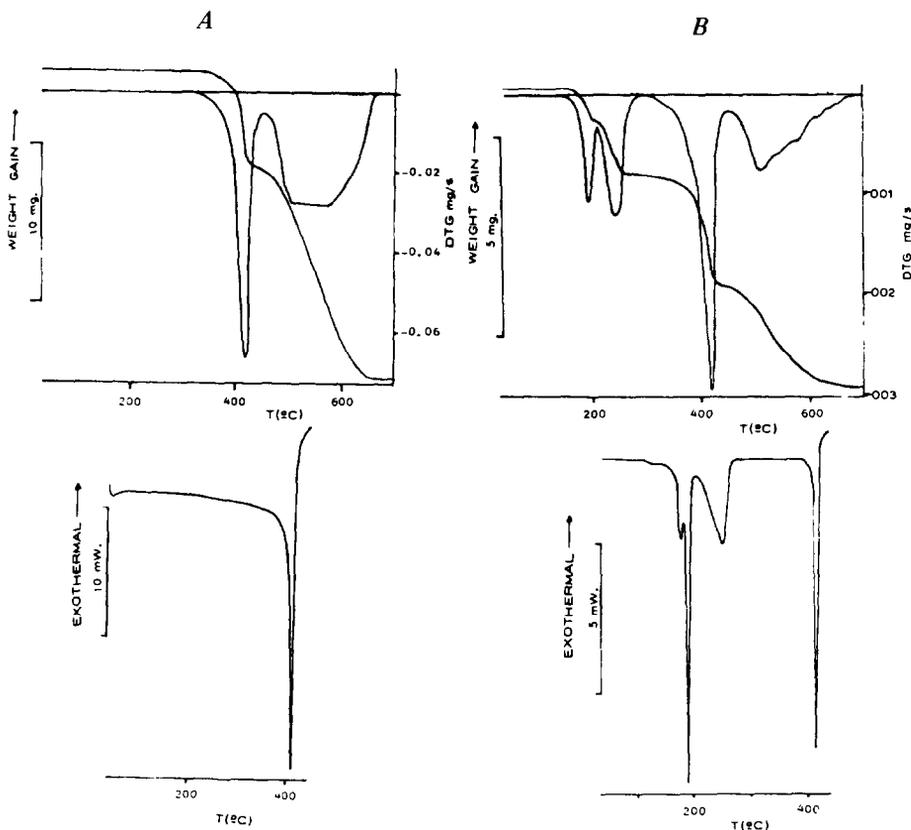 A
B
WEIGHT GAIN
10 mg.
-0.02
-0.04
-0.06
DTG mg/s
200
400
600
T(ºC)
WEIGHT GAIN
5 mg.
001
002
003
DTG mg/s
200
400
600
T(ºC)
EXOTHERMAL
10 mW.
200
400
T(ºC)
EXOTHERMAL
5 mW.
200
400
T(ºC)